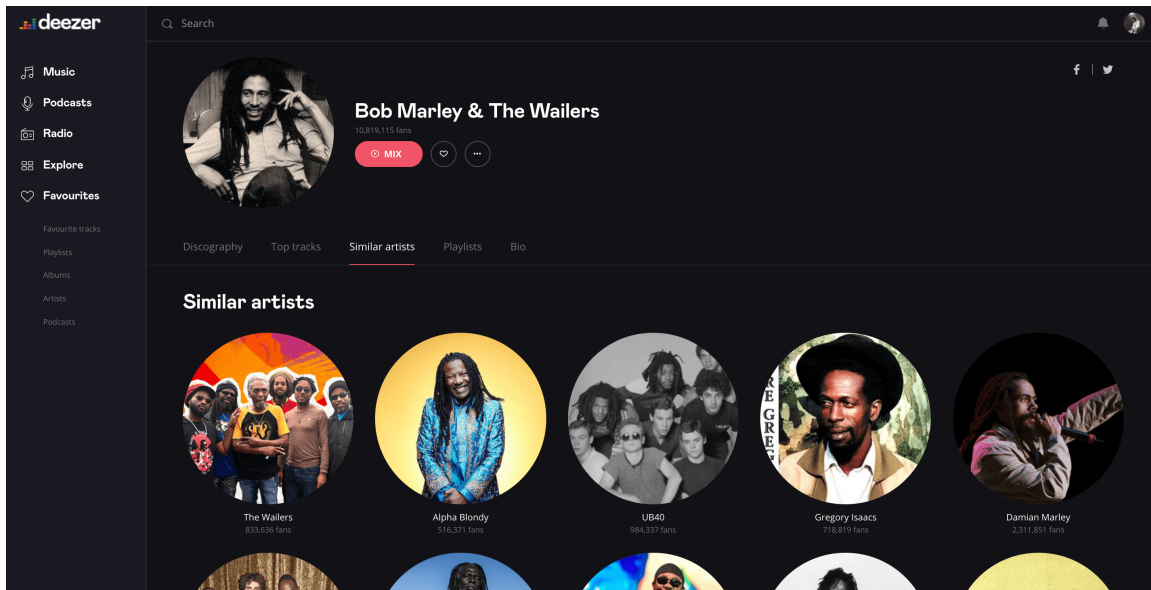 deezer
Search
Music
Podcasts
Radio
Explore
Favourites
Favourite tracks
Playlists
Albums
Artists
Podcasts
Bob Marley & The Wailers
10,819,115 fans
MIX
Discography Top tracks Similar artists Playlists Bio
Similar artists
The Wailers Alpha Blondy UB40 Gregory Isaacs Damian Marley
833,636 fans 516,371 fans 984,337 fans 718,819 fans 2,311,851 fans